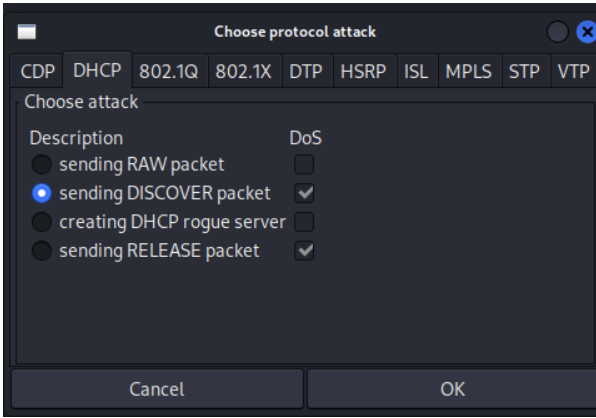 Choose protocol attack
CDP DHCP 802.1Q 802.1X DTP HSRP ISL MPLS STP VTP
Choose attack
Description DoS
sending RAW packet
sending DISCOVER packet
creating DHCP rogue server
sending RELEASE packet
Cancel OK